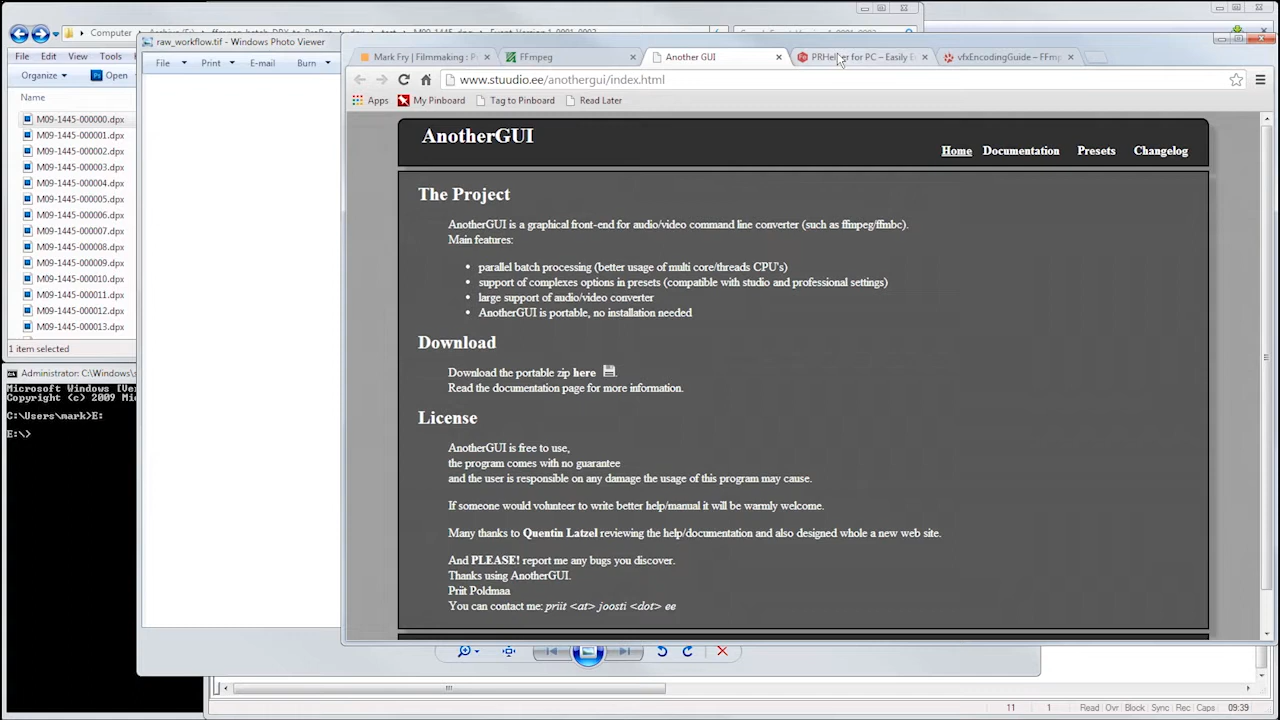 Computer
File Edit View Tools
Organize Open
Name
M09-1445-000000.dpx
M09-1445-000001.dpx
M09-1445-000002.dpx
M09-1445-000003.dpx
M09-1445-000004.dpx
M09-1445-000005.dpx
M09-1445-000006.dpx
M09-1445-000007.dpx
M09-1445-000008.dpx
M09-1445-000009.dpx
M09-1445-000010.dpx
M09-1445-000011.dpx
M09-1445-000012.dpx
M09-1445-000013.dpx
1 item selected
Administrator: C:\Windows\s
Microsoft Windows [Ve
Copyright (c) 2009 Mi
C:\Users\mark>E:
E:\>
raw_workflow.tif - Windows Photo Viewer
File Print E-mail Burn
Mark Fry | Filmmaking : P
FFmpeg
Another GUI
PRHelper for PC – Easily E
vfxEncodingGuide – FFm
www.stuudio.ee/anothergui/index.html
Apps My Pinboard Tag to Pinboard Read Later
AnotherGUI
Home Documentation Presets Changelog
The Project
AnotherGUI is a graphical front-end for audio/video command line converter (such as ffmpeg/ffmbc).
Main features:
parallel batch processing (better usage of multi core/threads CPU's)
support of complexes options in presets (compatible with studio and professional settings)
large support of audio/video converter
AnotherGUI is portable, no installation needed
Download
Download the portable zip here .
Read the documentation page for more information.
License
AnotherGUI is free to use,
the program comes with no guarantee
and the user is responsible on any damage the usage of this program may cause.
If someone would volunteer to write better help/manual it will be warmly welcome.
Many thanks to Quentin Latzel reviewing the help/documentation and also designed whole a new web site.
And PLEASE! report me any bugs you discover.
Thanks using AnotherGUI.
Priit Poldmaa
You can contact me: priit <at> joosti <dot> ee
11 1 Read Ovr Block Sync Rec Caps 09:39